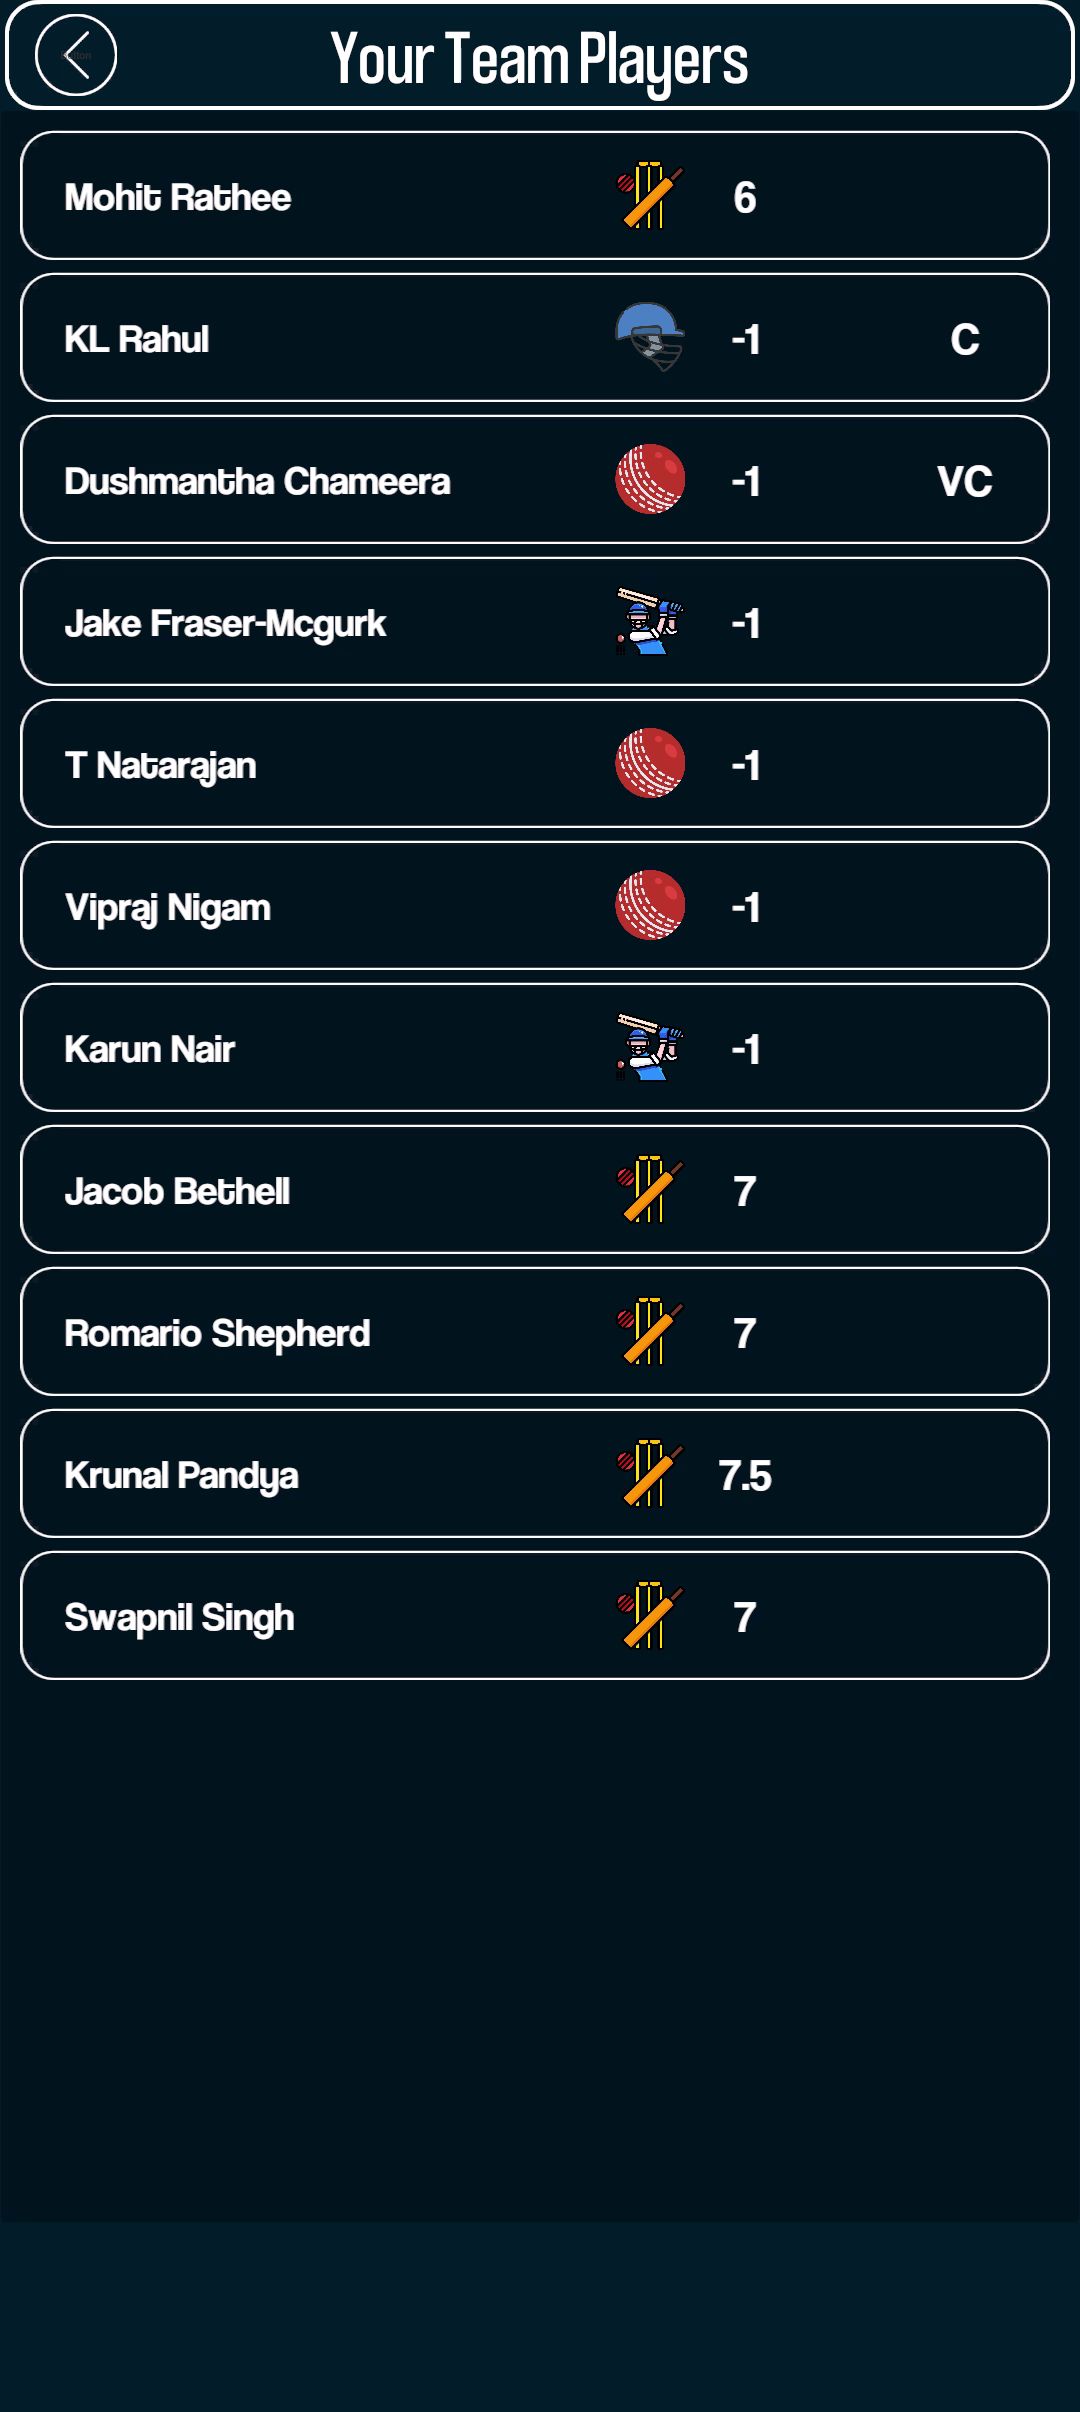 Your Team Players
Mohit Rathee 6
KL Rahul -1 C
Dushmantha Chameera -1 VC
Jake Fraser-Mcgurk -1
T Natarajan -1
Vipraj Nigam -1
Karun Nair -1
Jacob Bethell 7
Romario Shepherd 7
Krunal Pandya 7.5
Swapnil Singh 7